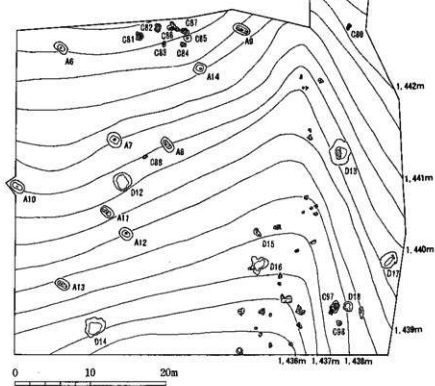 C82 C86 C87
C81 C85
C83 C84
A6 A9 C80
A14
1,442m
A7 A8
C88
D13
A10 D12
1,441m
A11
A12
1,440m
D15
D16 D17
A13
C97 D18
C98
D14
1,439m
1,436m 1,437m 1,438m
0 10 20m